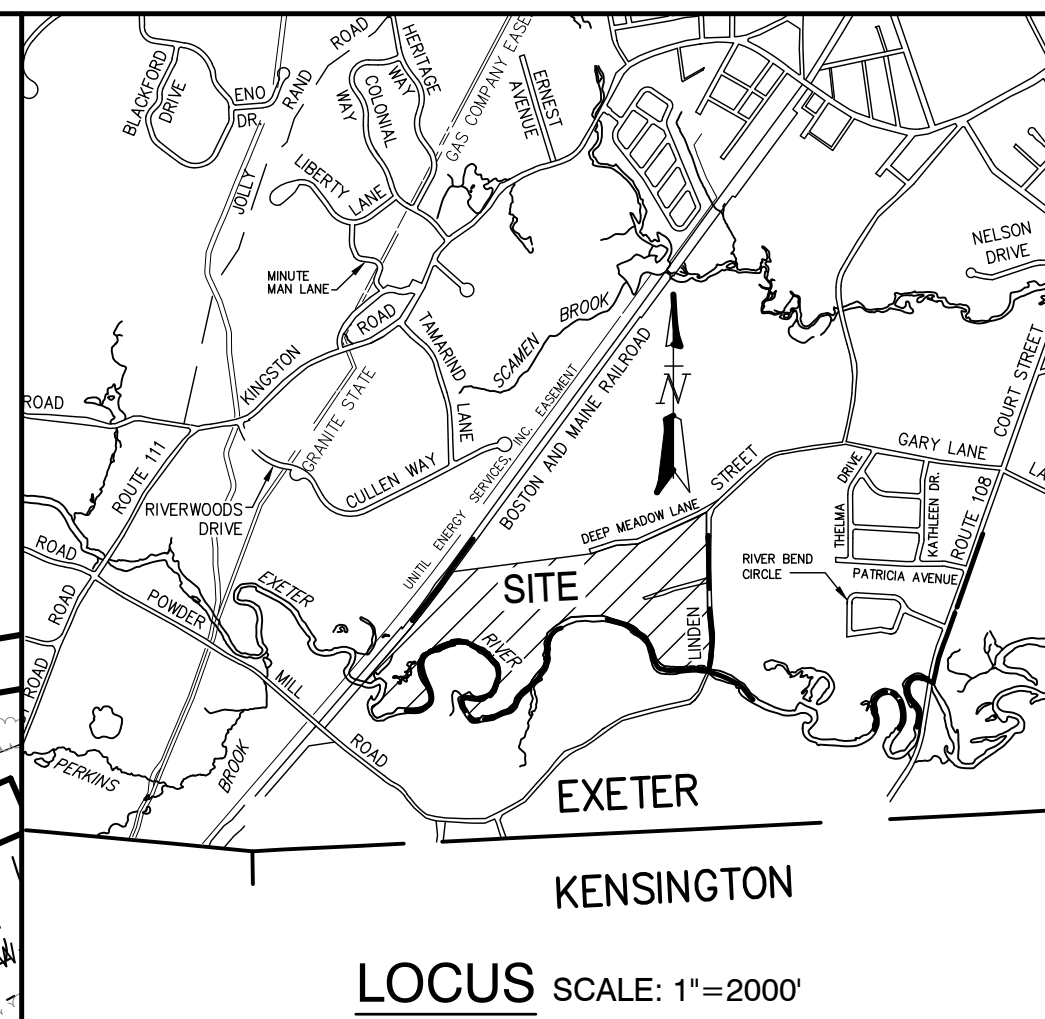 BLACKFORD
DRIVE
ENO
DR.
RAND
ROAD
JOLLY
HERITAGE
WAY
COLONIAL
WAY
GAS COMPANY EASE
ERNEST
AVENUE
LIBERTY
LANE
MINUTE
MAN LANE
ROAD
KINGSTON
TAMARIND
LANE
SCAMEN
BROOK
NELSON
DRIVE
N
ROAD
ROUTE 111
GRANITE STATE
RIVERWOODS
DRIVE
CULLEN WAY
UNITIL ENERGY SERVICES, INC. EASEMENT
BOSTON AND MAINE RAILROAD
DEEP MEADOW LANE
STREET
COURT STREET
GARY LANE
LA
THELMA
DRIVE
KATHLEEN DR.
ROUTE 108
PATRICIA AVENUE
RIVER BEND
CIRCLE
ROAD
ROAD
ROAD
POWDER
MILL
ROAD
EXETER
RIVER
SITE
LINDEN
PERKINS
BROOK
EXETER
KENSINGTON
LOCUS SCALE: 1"=2000'